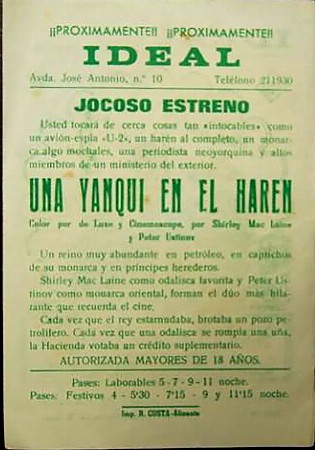 ¡¡PROXIMAMENTE!! ¡¡PROXIMAMENTE!!
IDEAL
Avda. José Antonio, n.º 10 Teléfono 211930
JOCOSO ESTRENO
Usted tocará de cerca cosas tan «intocables» como
un avión-espía «U-2», un harén al completo, un monar-
ca algo mochales, una periodista neoyorquina y altos
miembros de un ministerio del exterior.
UNA YANQUI EN EL HAREN
Color por de Luxe y Cinemascope, por Shirley Mac Laine
y Peter Ustinov
Un reino muy abundante en petróleo, en caprichos
de su monarca y en príncipes herederos.
Shirley Mac Laine como odalisca favorita y Peter Us-
tinov como monarca oriental, forman el dúo más hila-
rante que recuerda el cine.
Cada vez que el rey estornudaba, brotaba un pozo pe-
trolífero. Cada vez que una odalisca se rompía una uña,
la Hacienda votaba un crédito suplementario.
AUTORIZADA MAYORES DE 18 AÑOS.
Pases: Laborables 5 - 7 - 9 - 11 noche.
Pases: Festivos 4 - 5'30 - 7'15 - 9 y 11'15 noche.
Imp. R. COSTA-Alicante